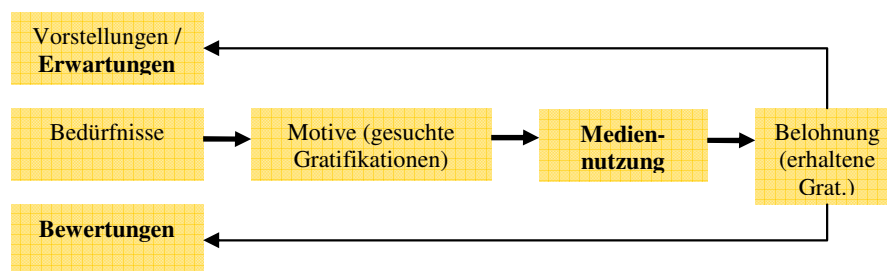 Vorstellungen /
Erwartungen
Bedürfnisse
Motive (gesuchte
Gratifikationen)
Medien-
nutzung
Belohnung
(erhaltene
Grat.)
Bewertungen